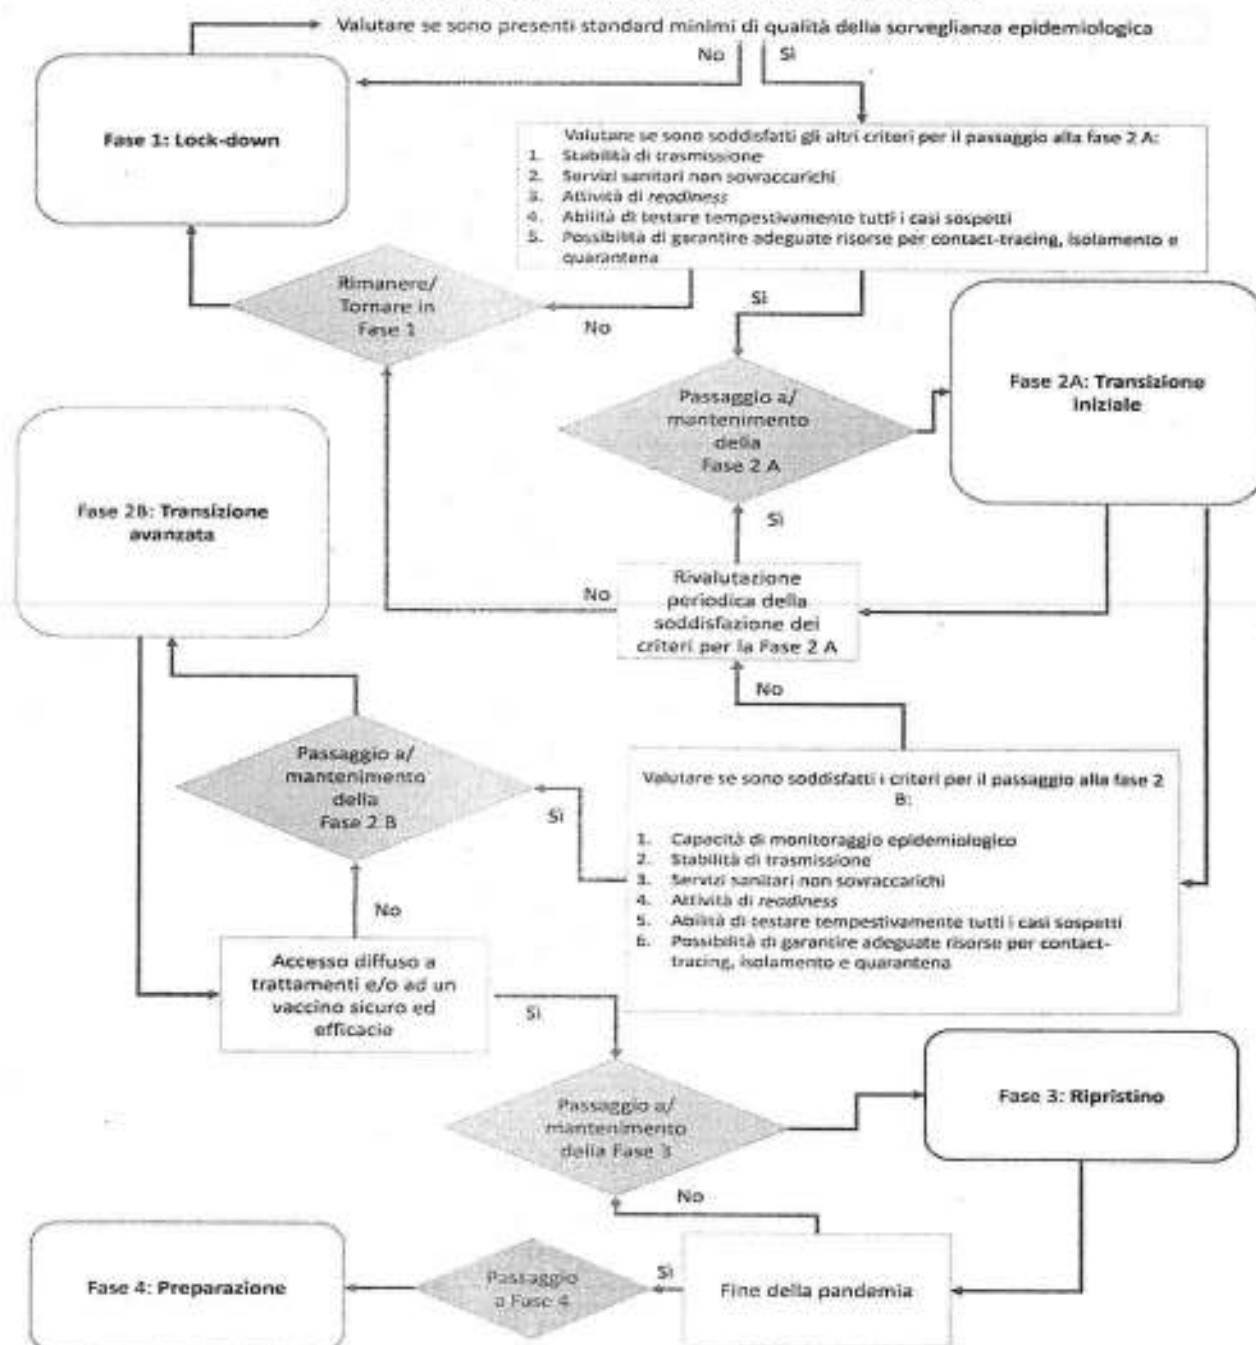 Valutare se sono presenti standard minimi di qualità della sorveglianza epidemiologica
No
Sì
Fase 1: Lock-down
Valutare se sono soddisfatti gli altri criteri per il passaggio alla fase 2 A:
1. Stabilità di trasmissione
2. Servizi sanitari non sovraccarichi
3. Attività di readiness
4. Abilità di testare tempestivamente tutti i casi sospetti
5. Possibilità di garantire adeguate risorse per contact-tracing, isolamento e
quarantena
Rimanere/
Tornare in
Fase 1
No
Sì
Passaggio a/
mantenimento
della
Fase 2 A
Fase 2A: Transizione
iniziale
Fase 2B: Transizione
avanzata
Sì
No
Rivalutazione
periodica della
soddisfazione dei
criteri per la Fase 2 A
No
Passaggio a/
mantenimento
della
Fase 2 B
Sì
Valutare se sono soddisfatti i criteri per il passaggio alla fase 2
B:
1. Capacità di monitoraggio epidemiologico
2. Stabilità di trasmissione
3. Servizi sanitari non sovraccarichi
4. Attività di readiness
5. Abilità di testare tempestivamente tutti i casi sospetti
6. Possibilità di garantire adeguate risorse per contact-
tracing, isolamento e quarantena
No
Accesso diffuso a
trattamenti e/o ad un
vaccino sicuro ed
efficacie
Sì
Passaggio a/
mantenimento
della Fase 3
Fase 3: Ripristino
No
Fase 4: Preparazione
Passaggio
a Fase 4
Sì
Fine della pandemia